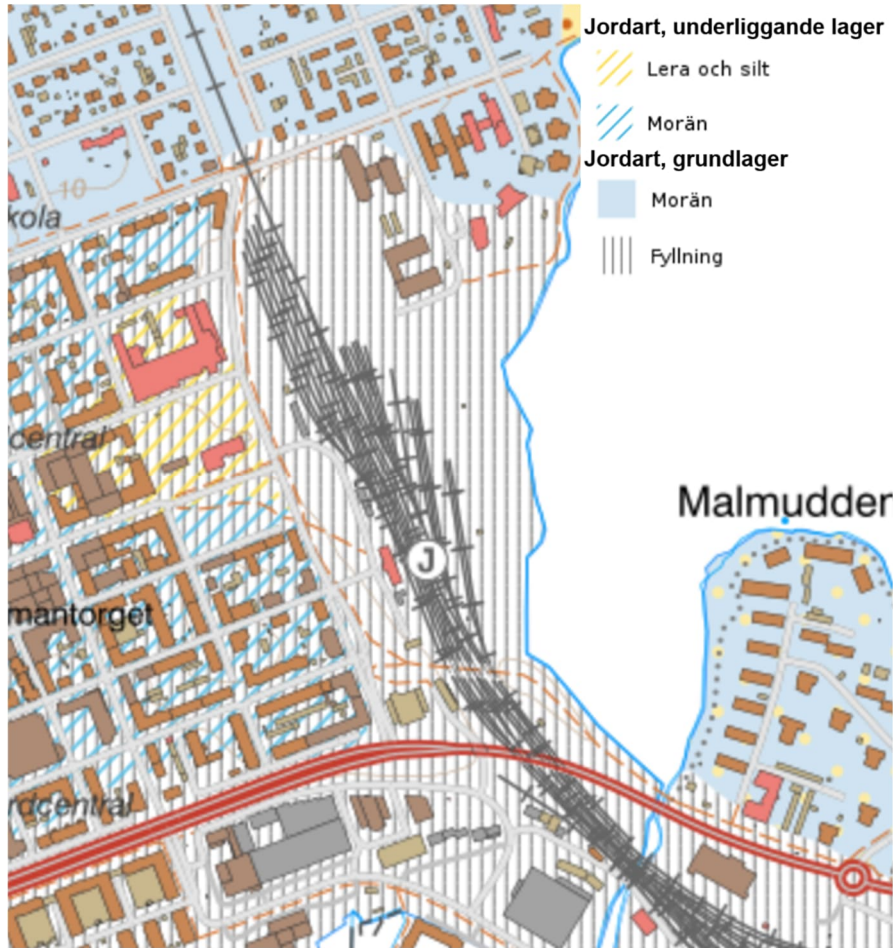 Jordart, underliggande lager
Lera och silt
Morän
Jordart, grundlager
Morän
Fyllning
10
kola
central
Malmudden
J
mantorget
rdcentral